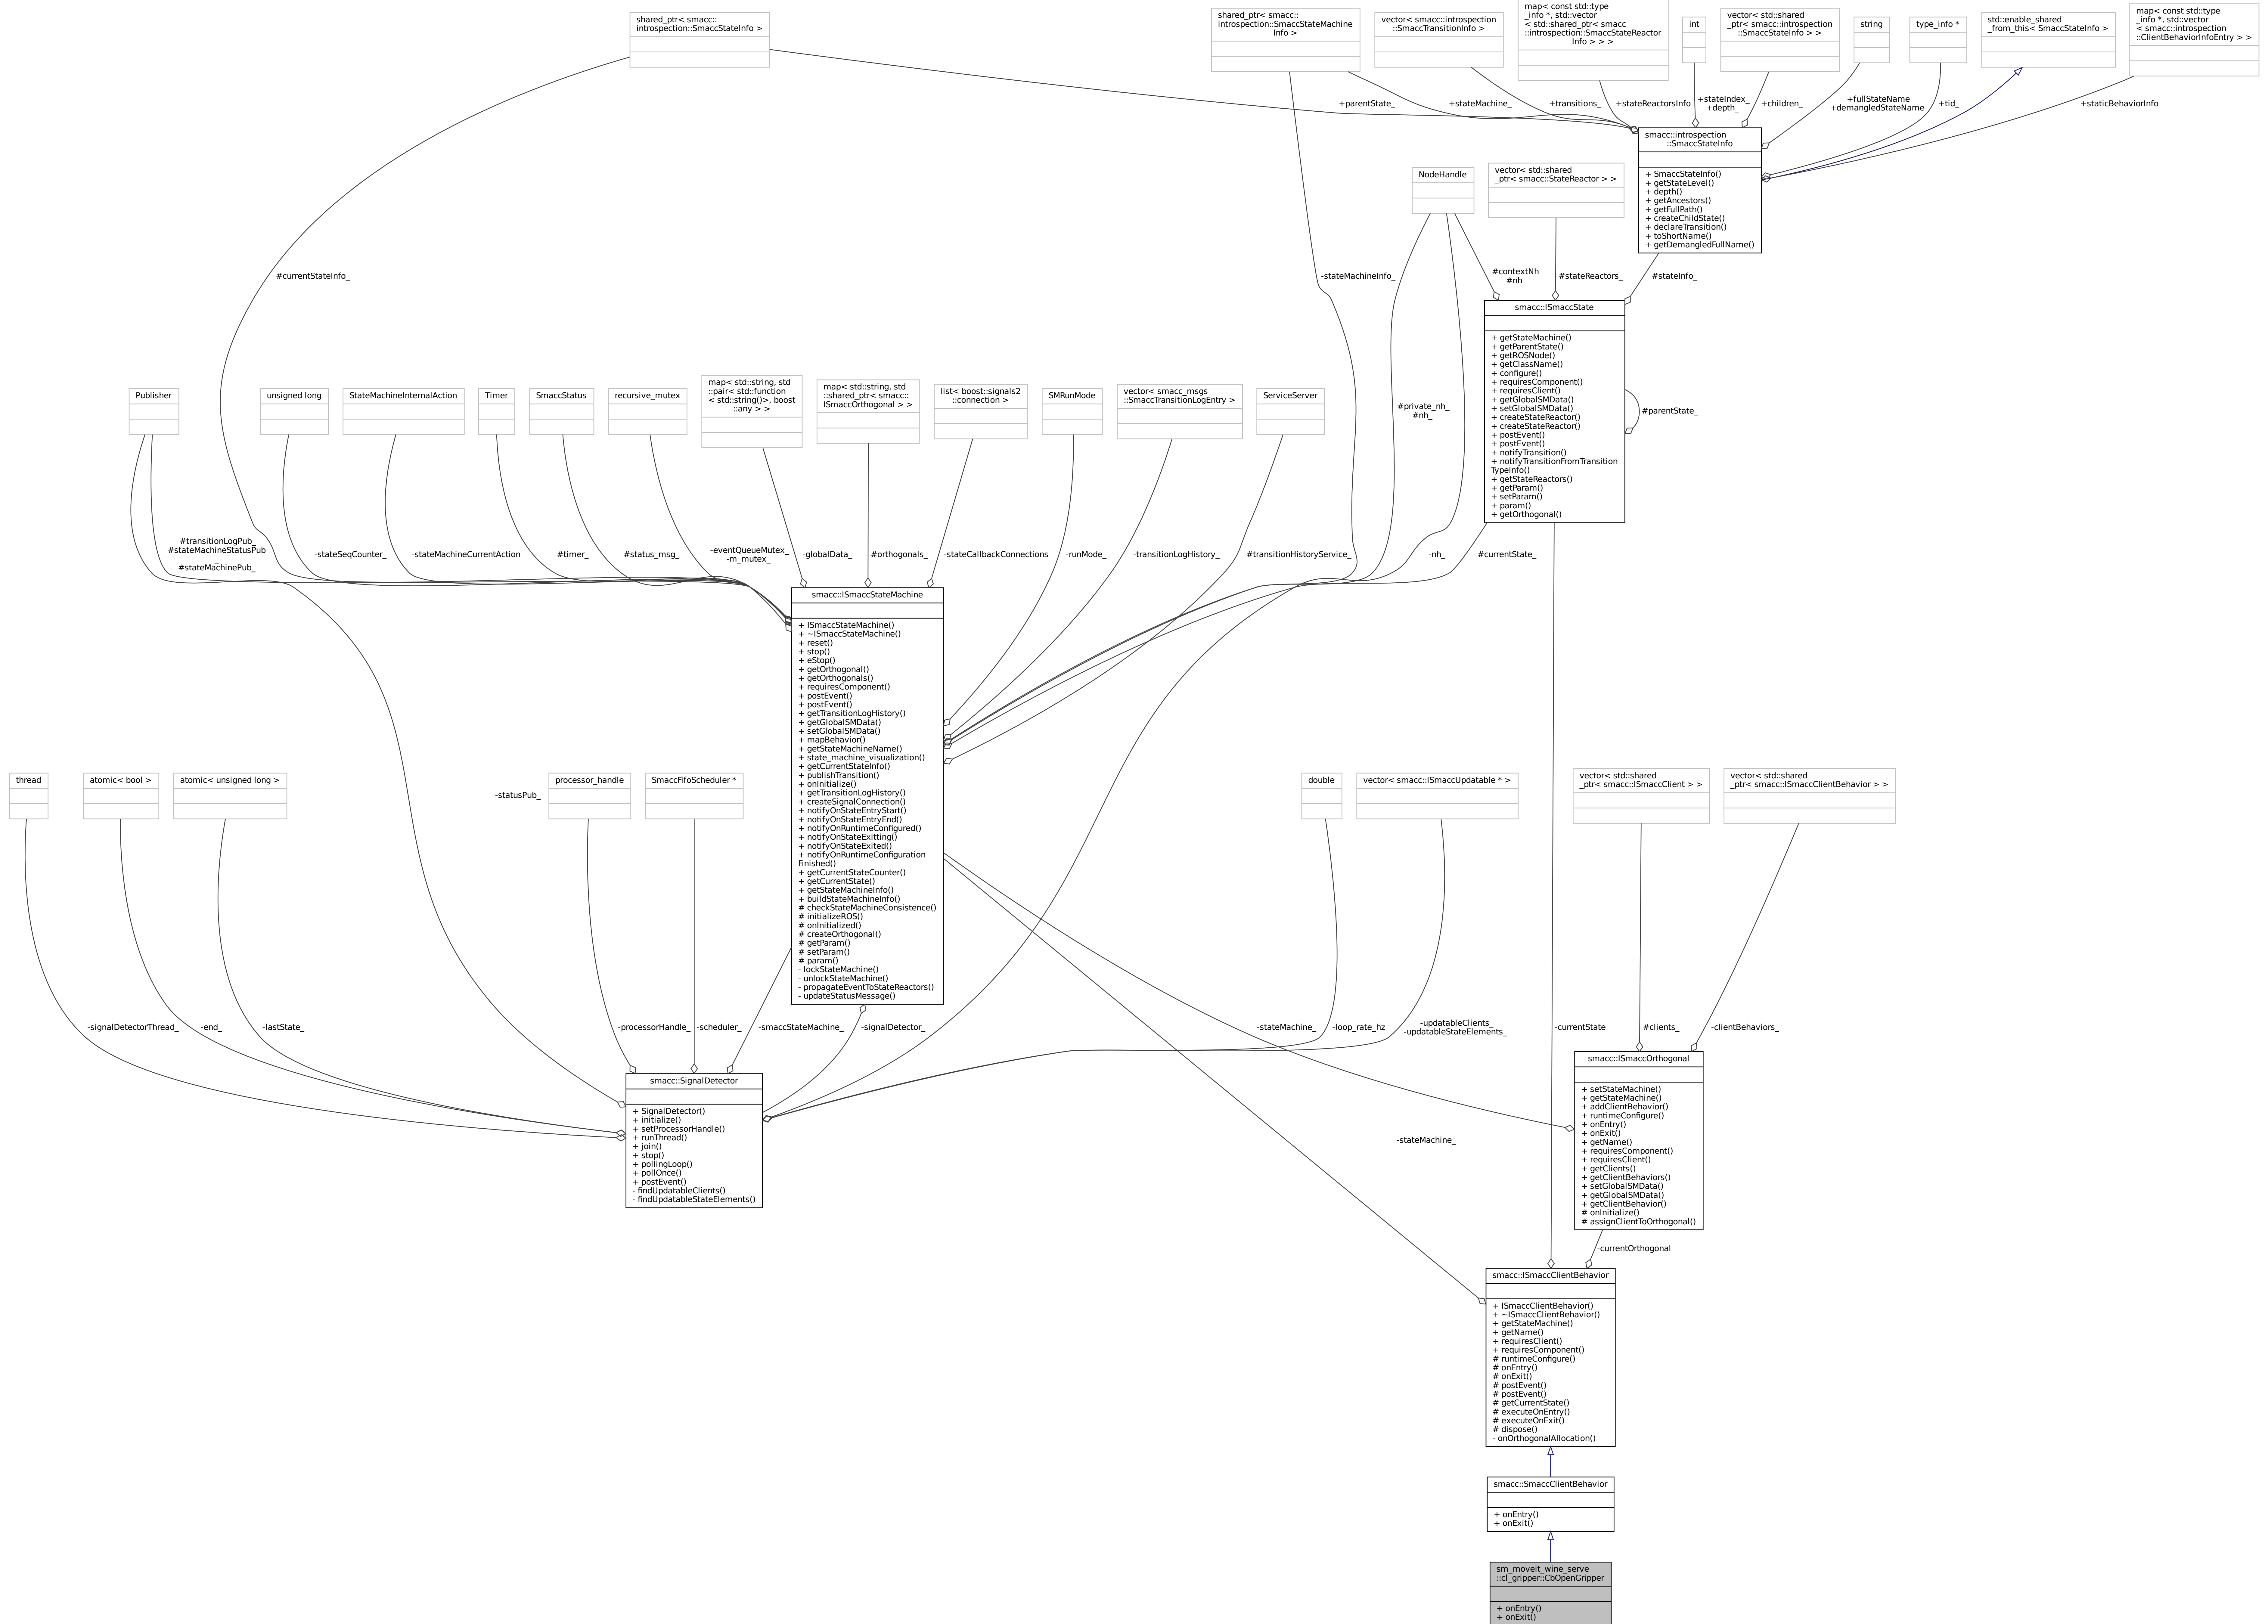 shared_ptr< smacc::
introspection::SmaccStateInfo >
shared_ptr< smacc::
introspection::SmaccStateMachine
Info >
vector< smacc::introspection
::SmaccTransitionInfo >
map< const std::type
_info *, std::vector
< std::shared_ptr< smacc
::introspection::SmaccStateReactor
Info > > >
int
vector< std::shared
_ptr< smacc::introspection
::SmaccStateInfo > >
string
type_info *
std::enable_shared
_from_this< SmaccStateInfo >
map< const std::type
_info *, std::vector
< smacc::introspection
::ClientBehaviorInfoEntry > >
+parentState_
+stateMachine_
+transitions_
+stateReactorsInfo
+stateIndex_
+depth_
+children_
+fullStateName
+demangledStateName
+tid_
+staticBehaviorInfo
smacc::introspection
::SmaccStateInfo
+ SmaccStateInfo()
+ getStateLevel()
+ depth()
+ getAncestors()
+ getFullPath()
+ createChildState()
+ declareTransition()
+ toShortName()
+ getDemangledFullName()
NodeHandle
vector< std::shared
_ptr< smacc::StateReactor > >
#currentStateInfo_
-stateMachineInfo_
#contextNh
#nh
#stateReactors_
#stateInfo_
smacc::ISmaccState
+ getStateMachine()
+ getParentState()
+ getROSNode()
+ getClassName()
+ configure()
+ requiresComponent()
+ requiresClient()
+ getGlobalSMData()
+ setGlobalSMData()
+ createStateReactor()
+ createStateReactor()
+ postEvent()
+ postEvent()
+ notifyTransition()
+ notifyTransitionFromTransition
TypeInfo()
+ getStateReactors()
+ getParam()
+ setParam()
+ param()
+ getOrthogonal()
#parentState_
#private_nh_
#nh_
Publisher
unsigned long
StateMachineInternalAction
Timer
SmaccStatus
recursive_mutex
map< std::string, std
::pair< std::function
< std::string()>, boost
::any > >
map< std::string, std
::shared_ptr< smacc::
ISmaccOrthogonal > >
list< boost::signals2
::connection >
SMRunMode
vector< smacc_msgs
::SmaccTransitionLogEntry >
ServiceServer
#transitionLogPub_
#stateMachineStatusPub
_
#stateMachinePub_
-stateSeqCounter_
-stateMachineCurrentAction
#timer_
#status_msg_
-eventQueueMutex_
-m_mutex_
-globalData_
#orthogonals_
-stateCallbackConnections
-runMode_
-transitionLogHistory_
#transitionHistoryService_
-nh_
#currentState_
smacc::ISmaccStateMachine
+ ISmaccStateMachine()
+ ~ISmaccStateMachine()
+ reset()
+ stop()
+ eStop()
+ getOrthogonal()
+ getOrthogonals()
+ requiresComponent()
+ postEvent()
+ postEvent()
+ getTransitionLogHistory()
+ getGlobalSMData()
+ setGlobalSMData()
+ mapBehavior()
+ getStateMachineName()
+ state_machine_visualization()
+ getCurrentStateInfo()
+ publishTransition()
+ onInitialize()
+ getTransitionLogHistory()
+ createSignalConnection()
+ notifyOnStateEntryStart()
+ notifyOnStateEntryEnd()
+ notifyOnRuntimeConfigured()
+ notifyOnStateExitting()
+ notifyOnStateExited()
+ notifyOnRuntimeConfiguration
Finished()
+ getCurrentStateCounter()
+ getCurrentState()
+ getStateMachineInfo()
+ buildStateMachineInfo()
# checkStateMachineConsistence()
# initializeROS()
# onInitialized()
# createOrthogonal()
# getParam()
# setParam()
# param()
- lockStateMachine()
- unlockStateMachine()
- propagateEventToStateReactors()
- updateStatusMessage()
thread
atomic< bool >
atomic< unsigned long >
-statusPub_
processor_handle
SmaccFifoScheduler *
double
vector< smacc::ISmaccUpdatable * >
vector< std::shared
_ptr< smacc::ISmaccClient > >
vector< std::shared
_ptr< smacc::ISmaccClientBehavior > >
-signalDetectorThread_
-end_
-lastState_
-processorHandle_
-scheduler_
-smaccStateMachine_
-signalDetector_
-stateMachine_
-loop_rate_hz
-updatableClients_
-updatableStateElements_
-currentState
#clients_
-clientBehaviors_
smacc::SignalDetector
+ SignalDetector()
+ initialize()
+ setProcessorHandle()
+ runThread()
+ join()
+ stop()
+ pollingLoop()
+ pollOnce()
+ postEvent()
- findUpdatableClients()
- findUpdatableStateElements()
smacc::ISmaccOrthogonal
+ setStateMachine()
+ getStateMachine()
+ addClientBehavior()
+ runtimeConfigure()
+ onEntry()
+ onExit()
+ getName()
+ requiresComponent()
+ requiresClient()
+ getClients()
+ getClientBehaviors()
+ setGlobalSMData()
+ getGlobalSMData()
+ getClientBehavior()
# onInitialize()
# assignClientToOrthogonal()
-stateMachine_
-currentOrthogonal
smacc::ISmaccClientBehavior
+ ISmaccClientBehavior()
+ ~ISmaccClientBehavior()
+ getStateMachine()
+ getName()
+ requiresClient()
+ requiresComponent()
# runtimeConfigure()
# onEntry()
# onExit()
# postEvent()
# postEvent()
# getCurrentState()
# executeOnEntry()
# executeOnExit()
# dispose()
- onOrthogonalAllocation()
smacc::SmaccClientBehavior
+ onEntry()
+ onExit()
sm_moveit_wine_serve
::cl_gripper::CbOpenGripper
+ onEntry()
+ onExit()